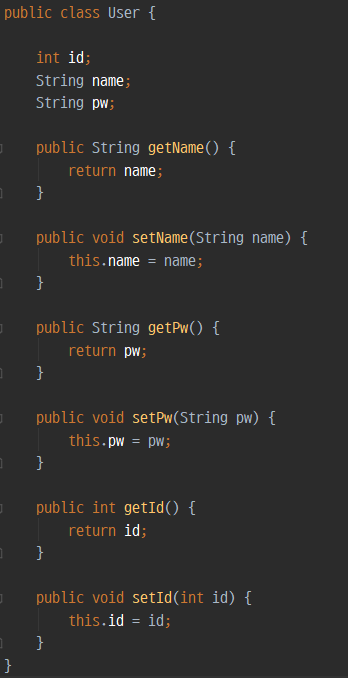 public class User {
int id;
String name;
String pw;
public String getName() {
return name;
}
public void setName(String name) {
this.name = name;
}
public String getPw() {
return pw;
}
public void setPw(String pw) {
this.pw = pw;
}
public int getId() {
return id;
}
public void setId(int id) {
this.id = id;
}
}